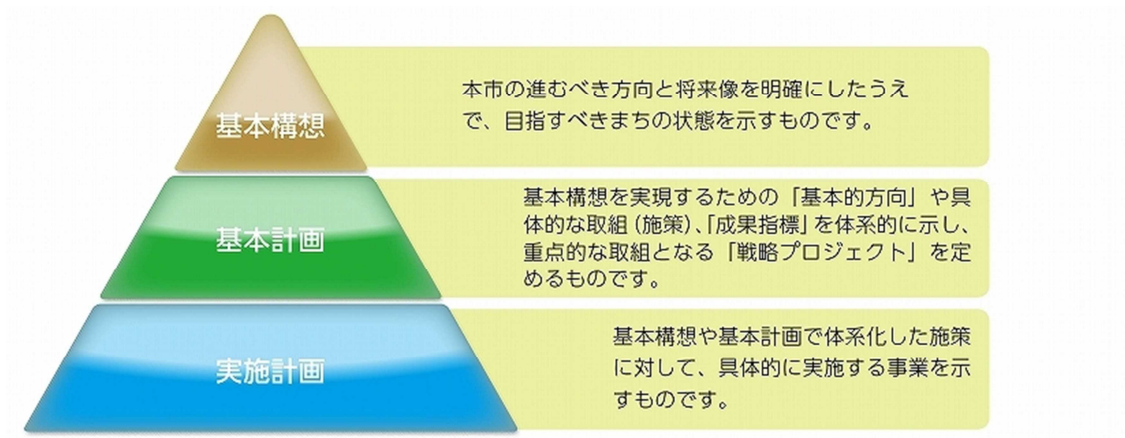 基本構想
本市の進むべき方向と将来像を明確にしたうえ
で、目指すべきまちの状態を示すものです。
基本計画
基本構想を実現するための「基本的方向」や具
体的な取組(施策)、「成果指標」を体系的に示し、
重点的な取組となる「戦略プロジェクト」を定
めるものです。
実施計画
基本構想や基本計画で体系化した施策
に対して、具体的に実施する事業を示
すものです。